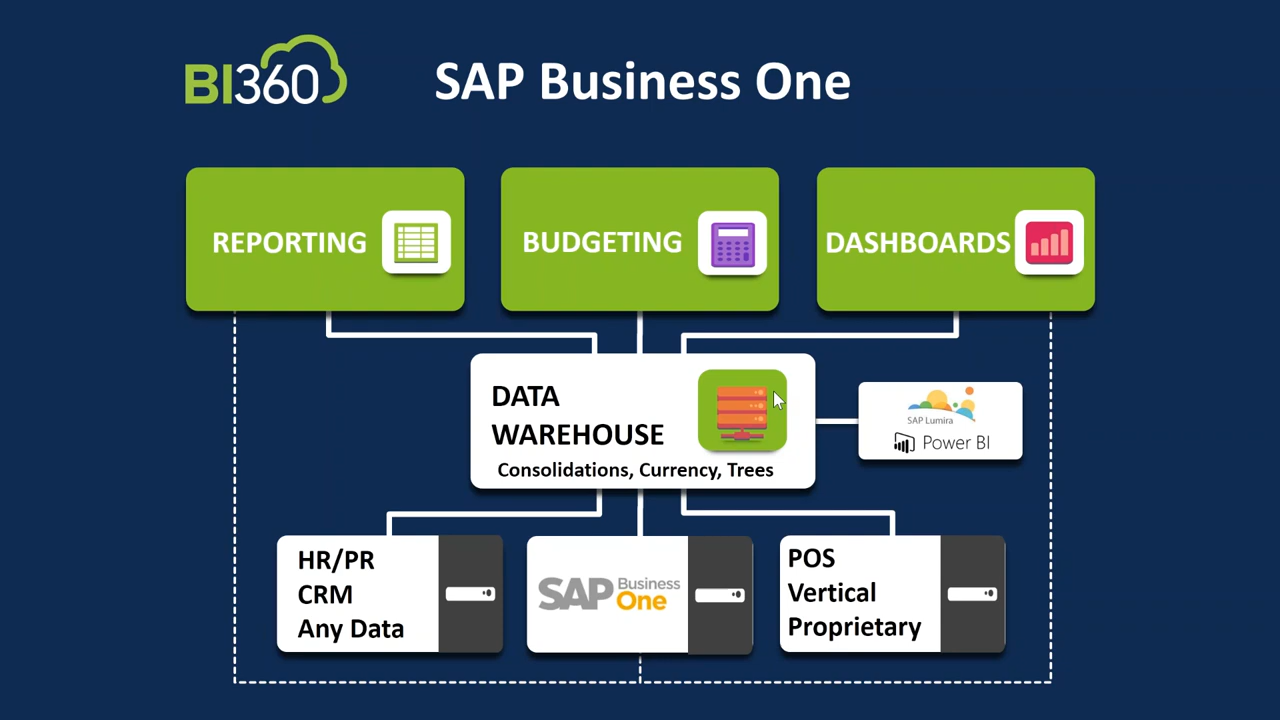 BI360
SAP Business One
REPORTING
BUDGETING
DASHBOARDS
DATA
WAREHOUSE
Consolidations, Currency, Trees
SAP Lumira
Power BI
HR/PR
CRM
Any Data
SAP Business
One
POS
Vertical
Proprietary